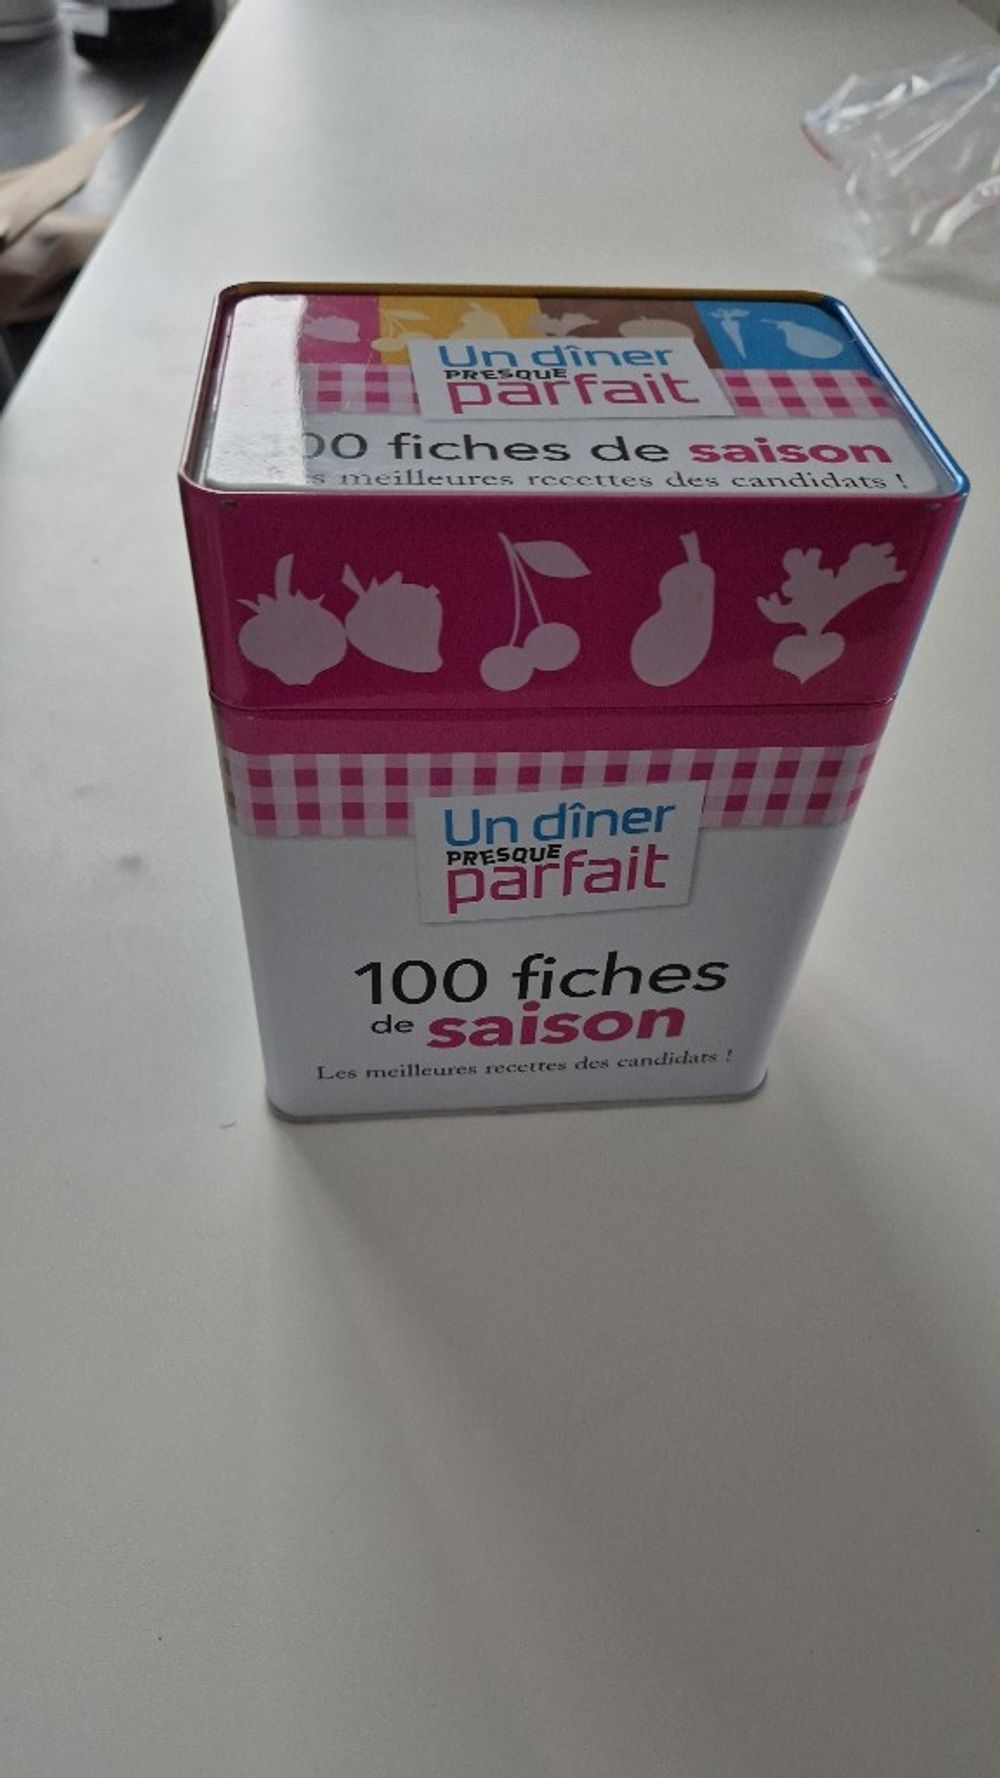 Un dîner
PRESQUE
parfait
00 fiches de saison
meilleures recettes des candidats !
Un dîner
PRESQUE
parfait
100 fiches
de saison
Les meilleures recettes des candidats !